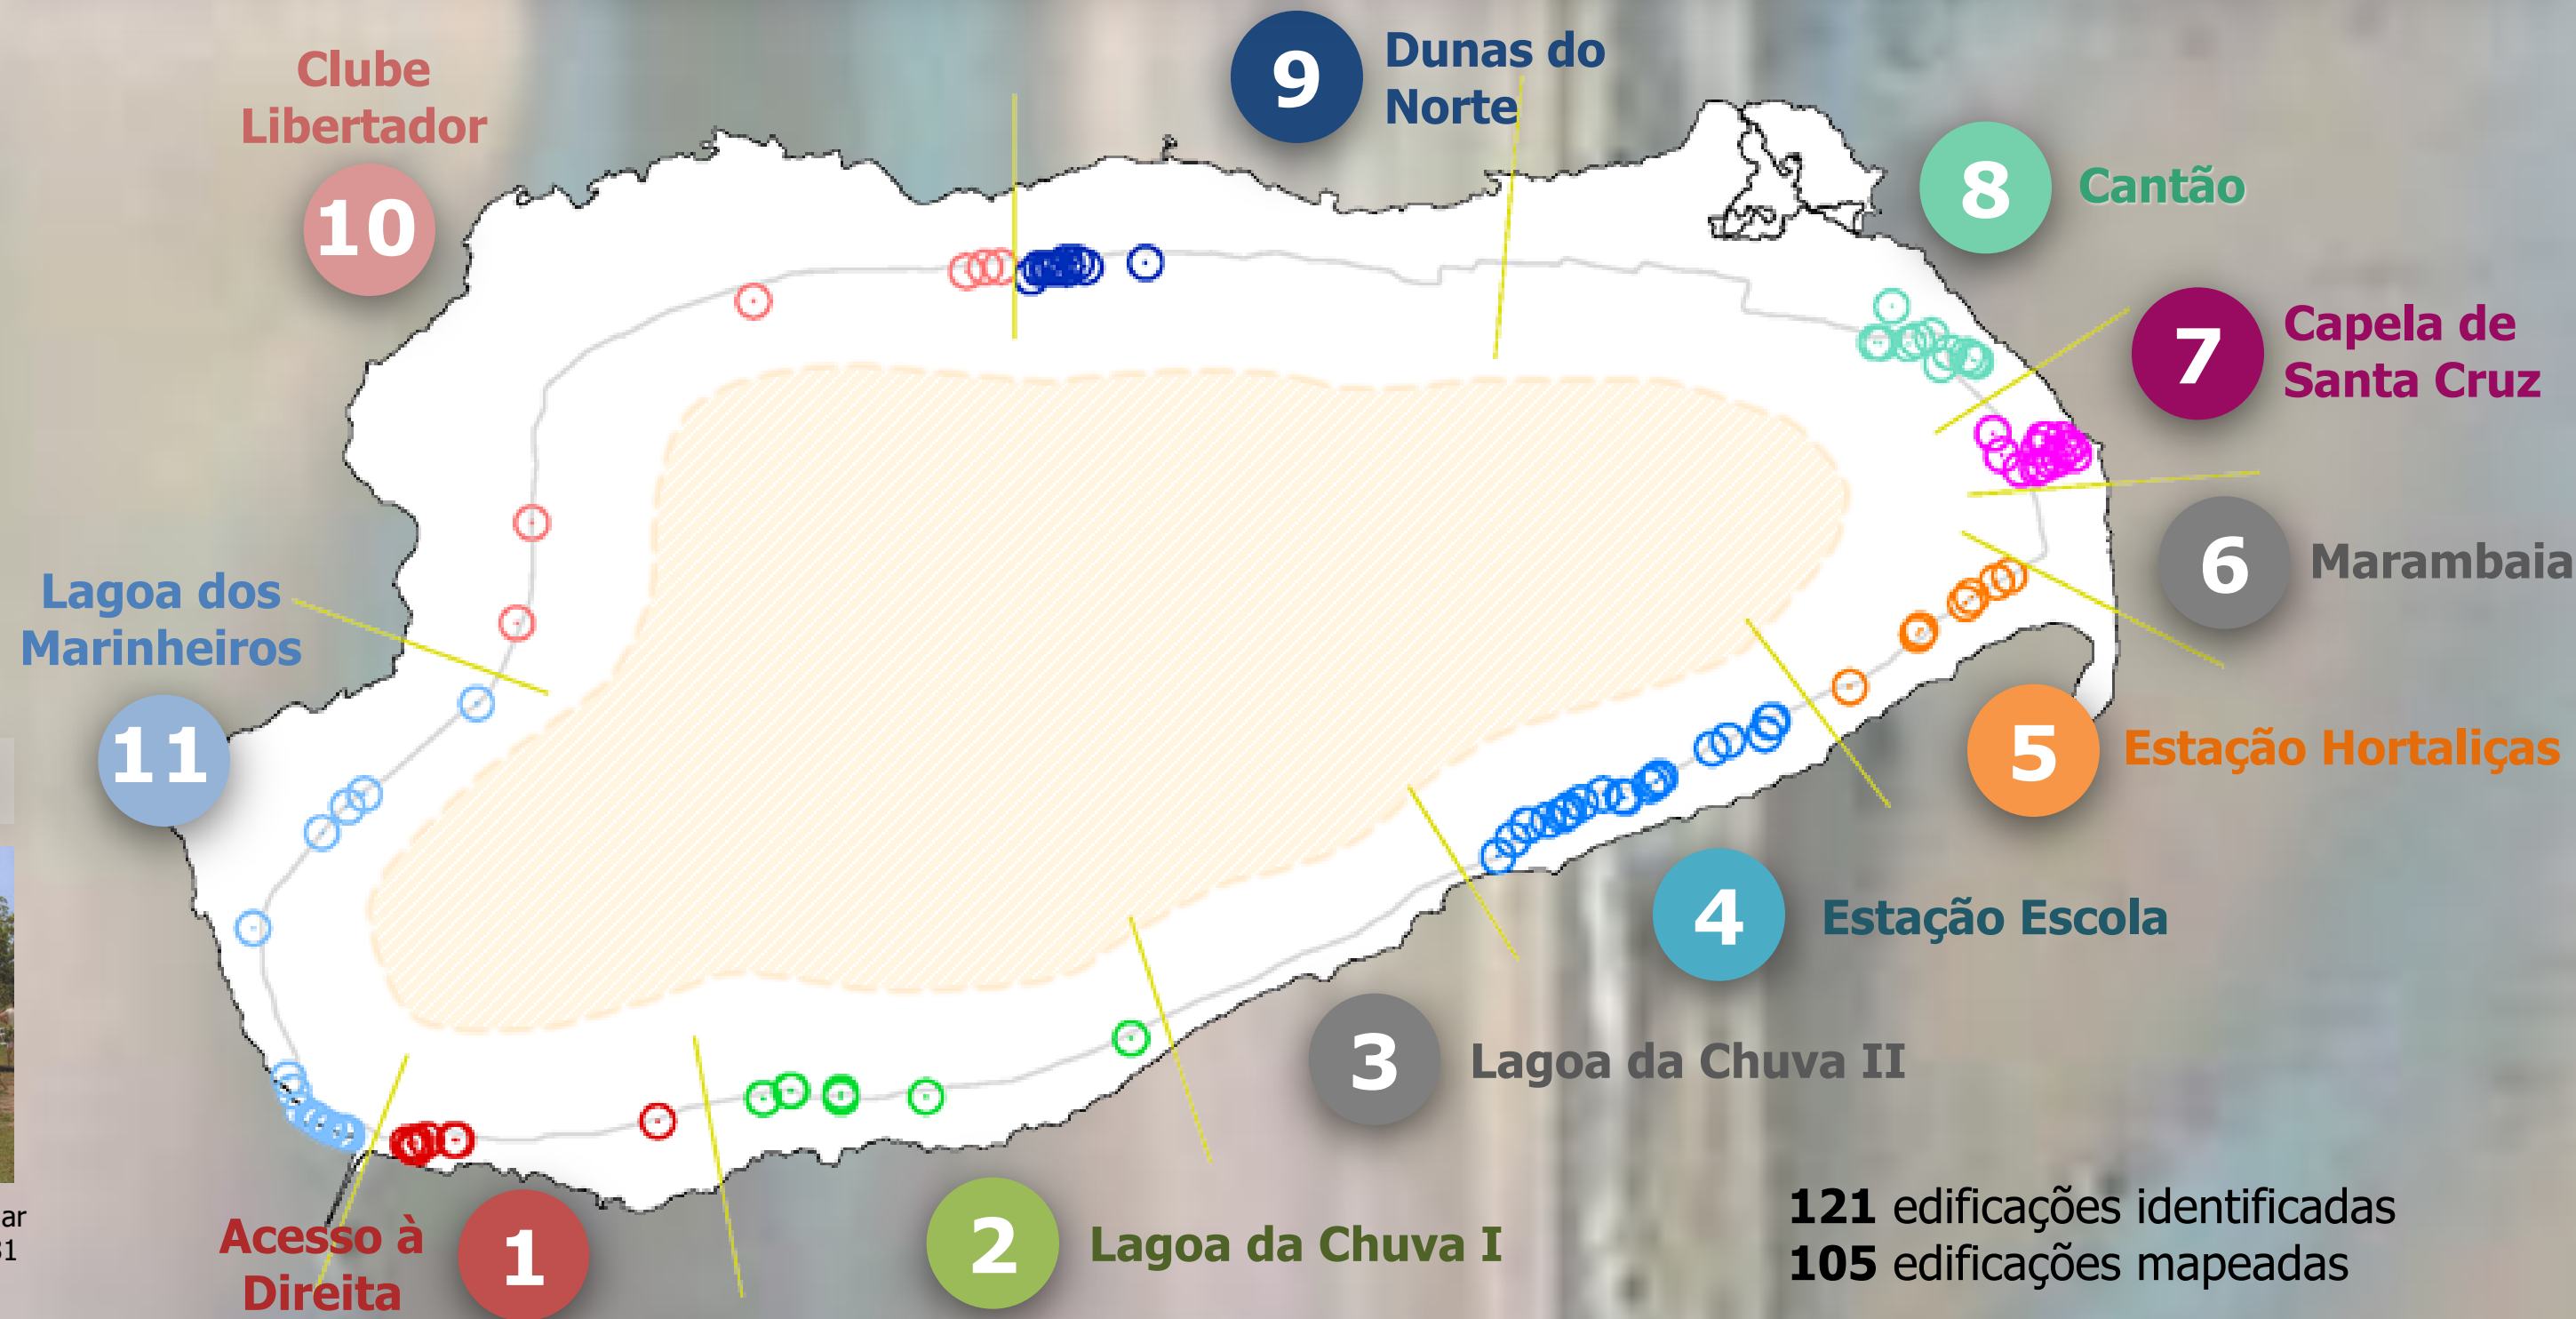 Clube
Libertador
10
9
Dunas do
Norte
8
Cantão
7
Capela de
Santa Cruz
6
Marambaia
Lagoa dos
Marinheiros
11
5
Estação Hortaliças
4
Estação Escola
3
Lagoa da Chuva II
2
Lagoa da Chuva I
Acesso à
Direita
1
121 edificações identificadas
105 edificações mapeadas
ar